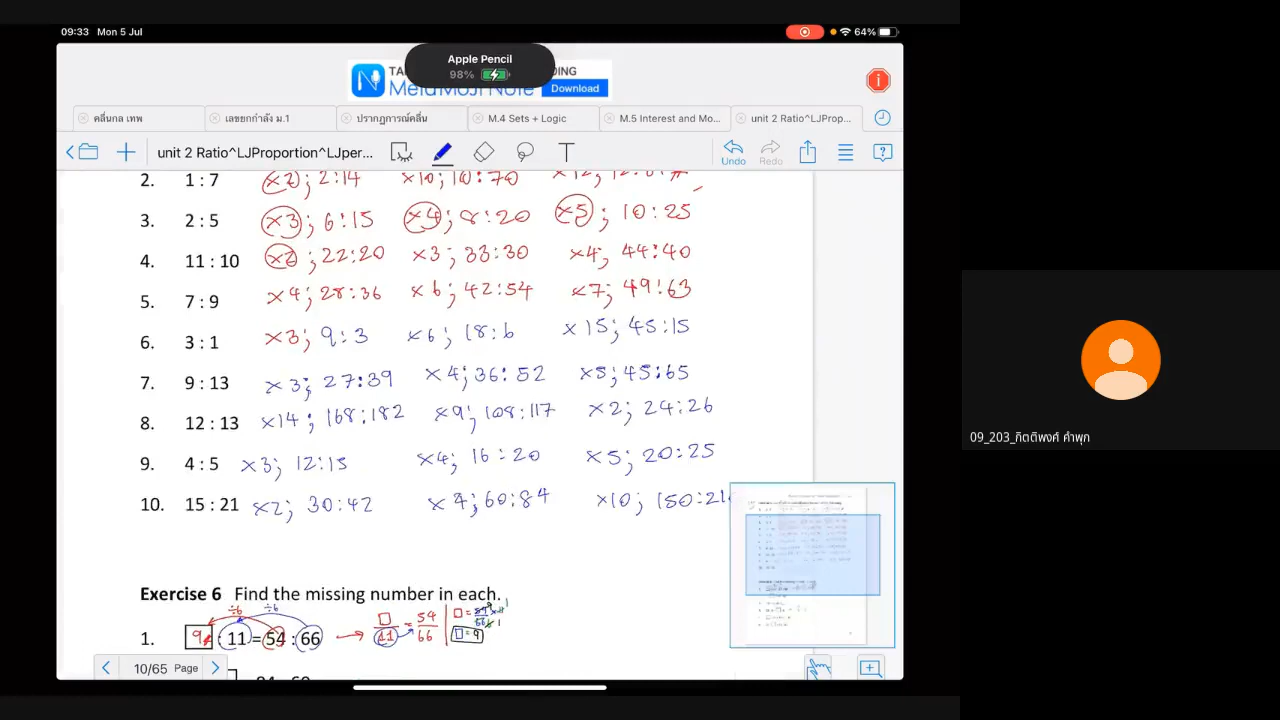 09:33 Mon 5 Jul
64%
Apple Pencil
98%
DING
MetaMoJi Note
Download
คลื่นกล เทพ
เลขยกกำลัง ม.1
ปรากฏการณ์คลื่น
M.4 Sets + Logic
M.5 Interest and Mo...
unit 2 Ratio^LJProp...
unit 2 Ratio^LJProportion^LJper...
T
Undo
Redo
2. 1 : 7 ×2; 2:14 ×10; 10:70
3. 2 : 5 ×3; 6:15 ×4; 8:20 ×5; 10:25
4. 11 : 10 ×2; 22:20 ×3; 33:30 ×4; 44:40
5. 7 : 9 ×4; 28:36 ×6; 42:54 ×7; 49:63
6. 3 : 1 ×3; 9:3 ×6; 18:6 ×15; 45:15
7. 9 : 13 ×3; 27:39 ×4; 36:52 ×5; 45:65
8. 12 : 13 ×14; 168:182 ×9; 108:117 ×2; 24:26
9. 4 : 5 ×3; 12:15 ×4; 16:20 ×5; 20:25
10. 15 : 21 ×2; 30:42 ×4; 60:84 ×10; 150:21
Exercise 6 Find the missing number in each.
÷6 ÷6
1. 9 : 11 = 54 : 66 → □/11 = 54/66
□ = 9
10/65 Page
09_203_กิตติพงศ์ คำพุก